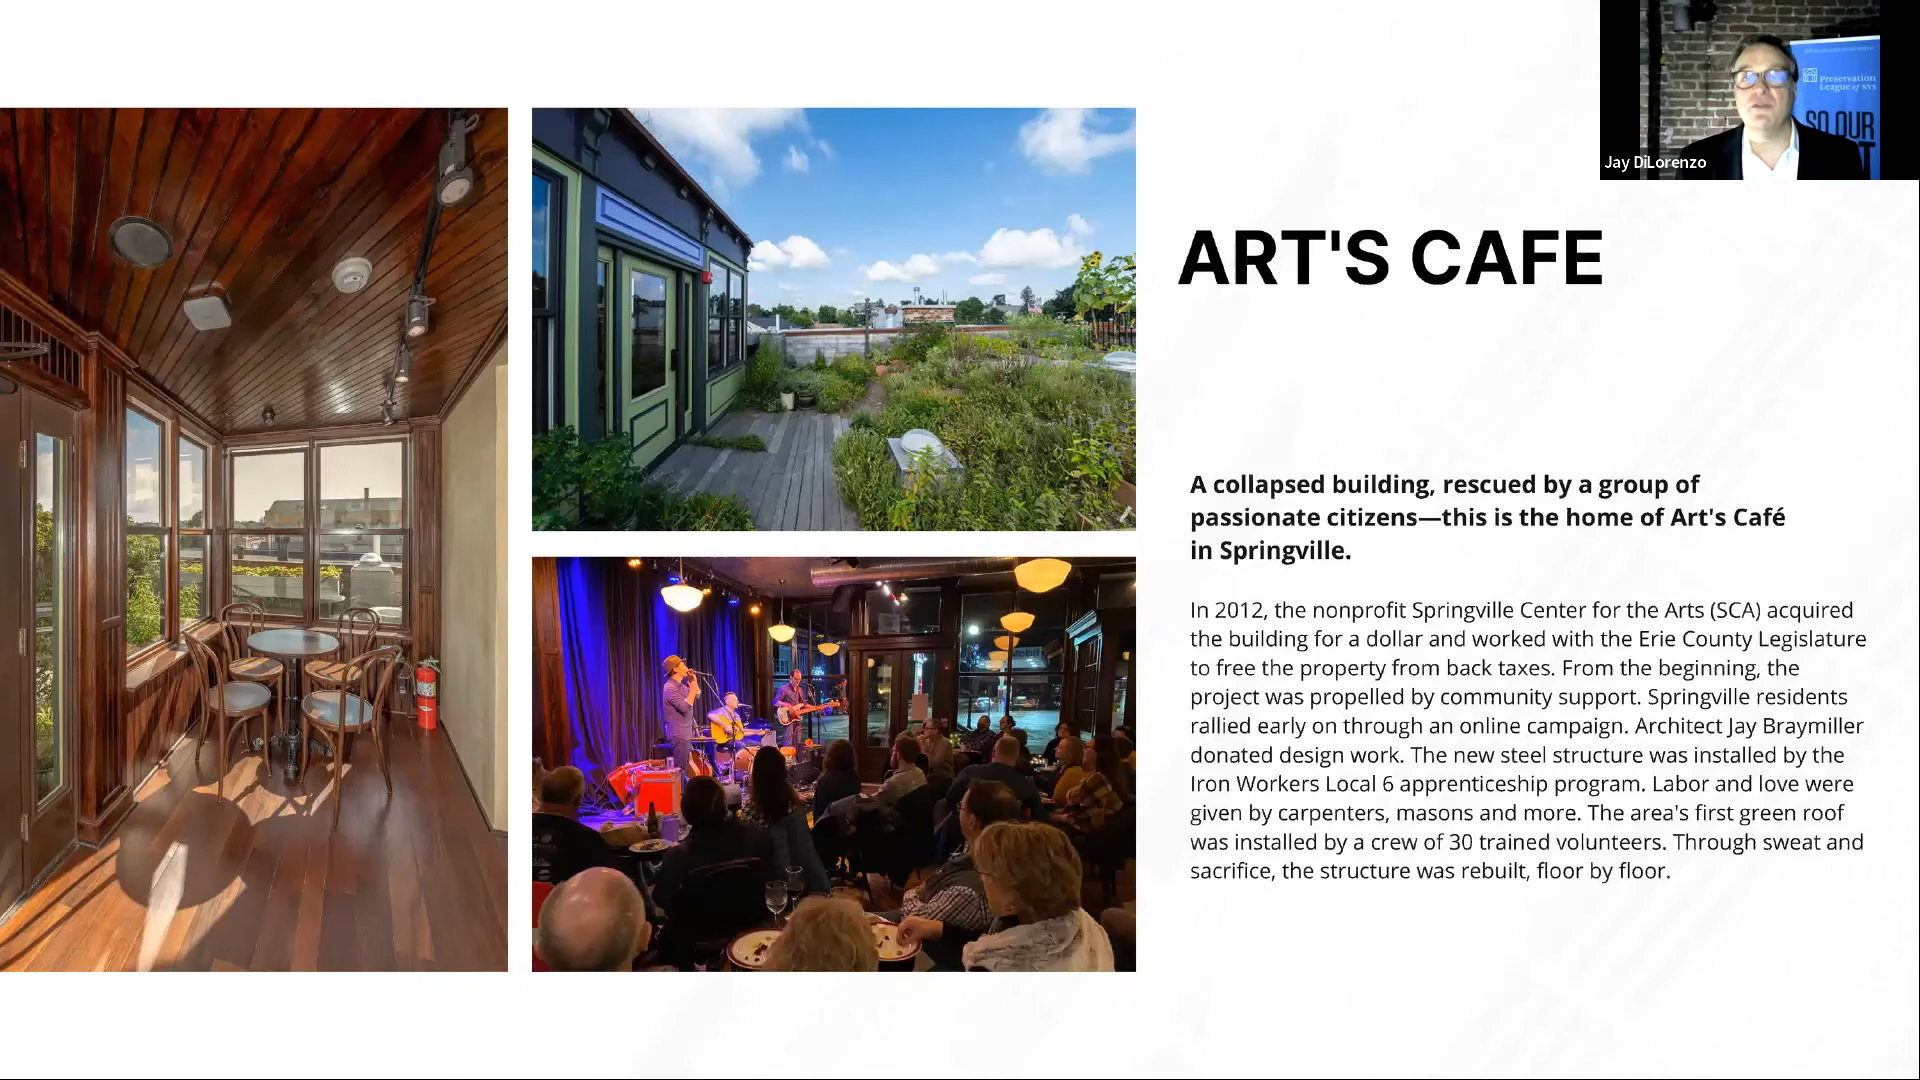 Preservation
League of NYS
SO OUR
Jay DiLorenzo
ART'S CAFE
A collapsed building, rescued by a group of
passionate citizens—this is the home of Art's Café
in Springville.
In 2012, the nonprofit Springville Center for the Arts (SCA) acquired
the building for a dollar and worked with the Erie County Legislature
to free the property from back taxes. From the beginning, the
project was propelled by community support. Springville residents
rallied early on through an online campaign. Architect Jay Braymiller
donated design work. The new steel structure was installed by the
Iron Workers Local 6 apprenticeship program. Labor and love were
given by carpenters, masons and more. The area's first green roof
was installed by a crew of 30 trained volunteers. Through sweat and
sacrifice, the structure was rebuilt, floor by floor.